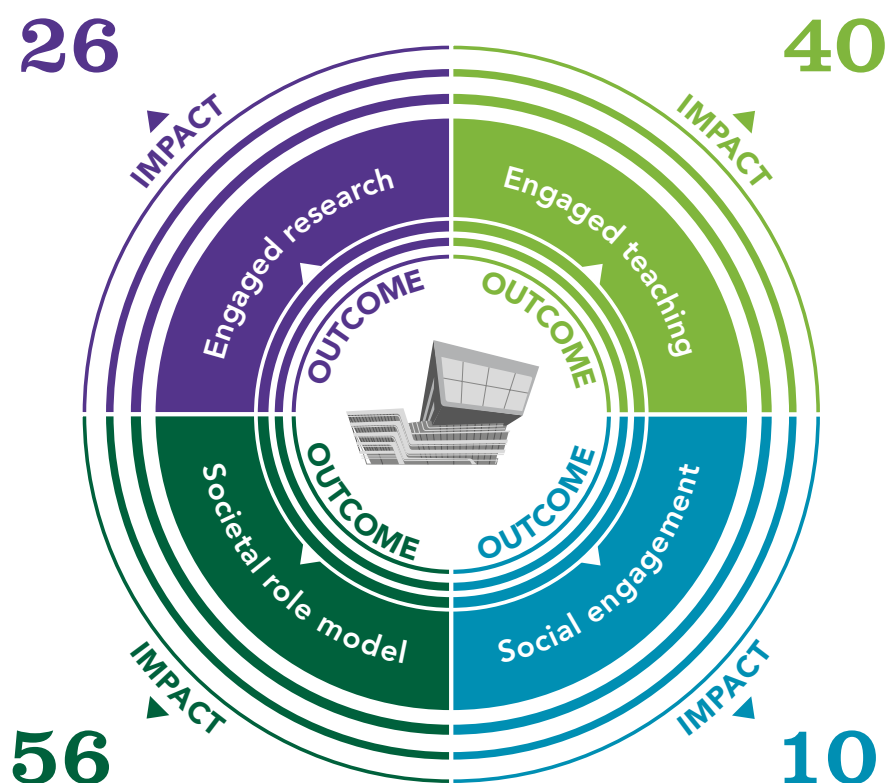 26
40
IMPACT
IMPACT
Engaged research
Engaged teaching
OUTCOME
OUTCOME
OUTCOME
OUTCOME
Societal role model
Social engagement
IMPACT
IMPACT
56
10